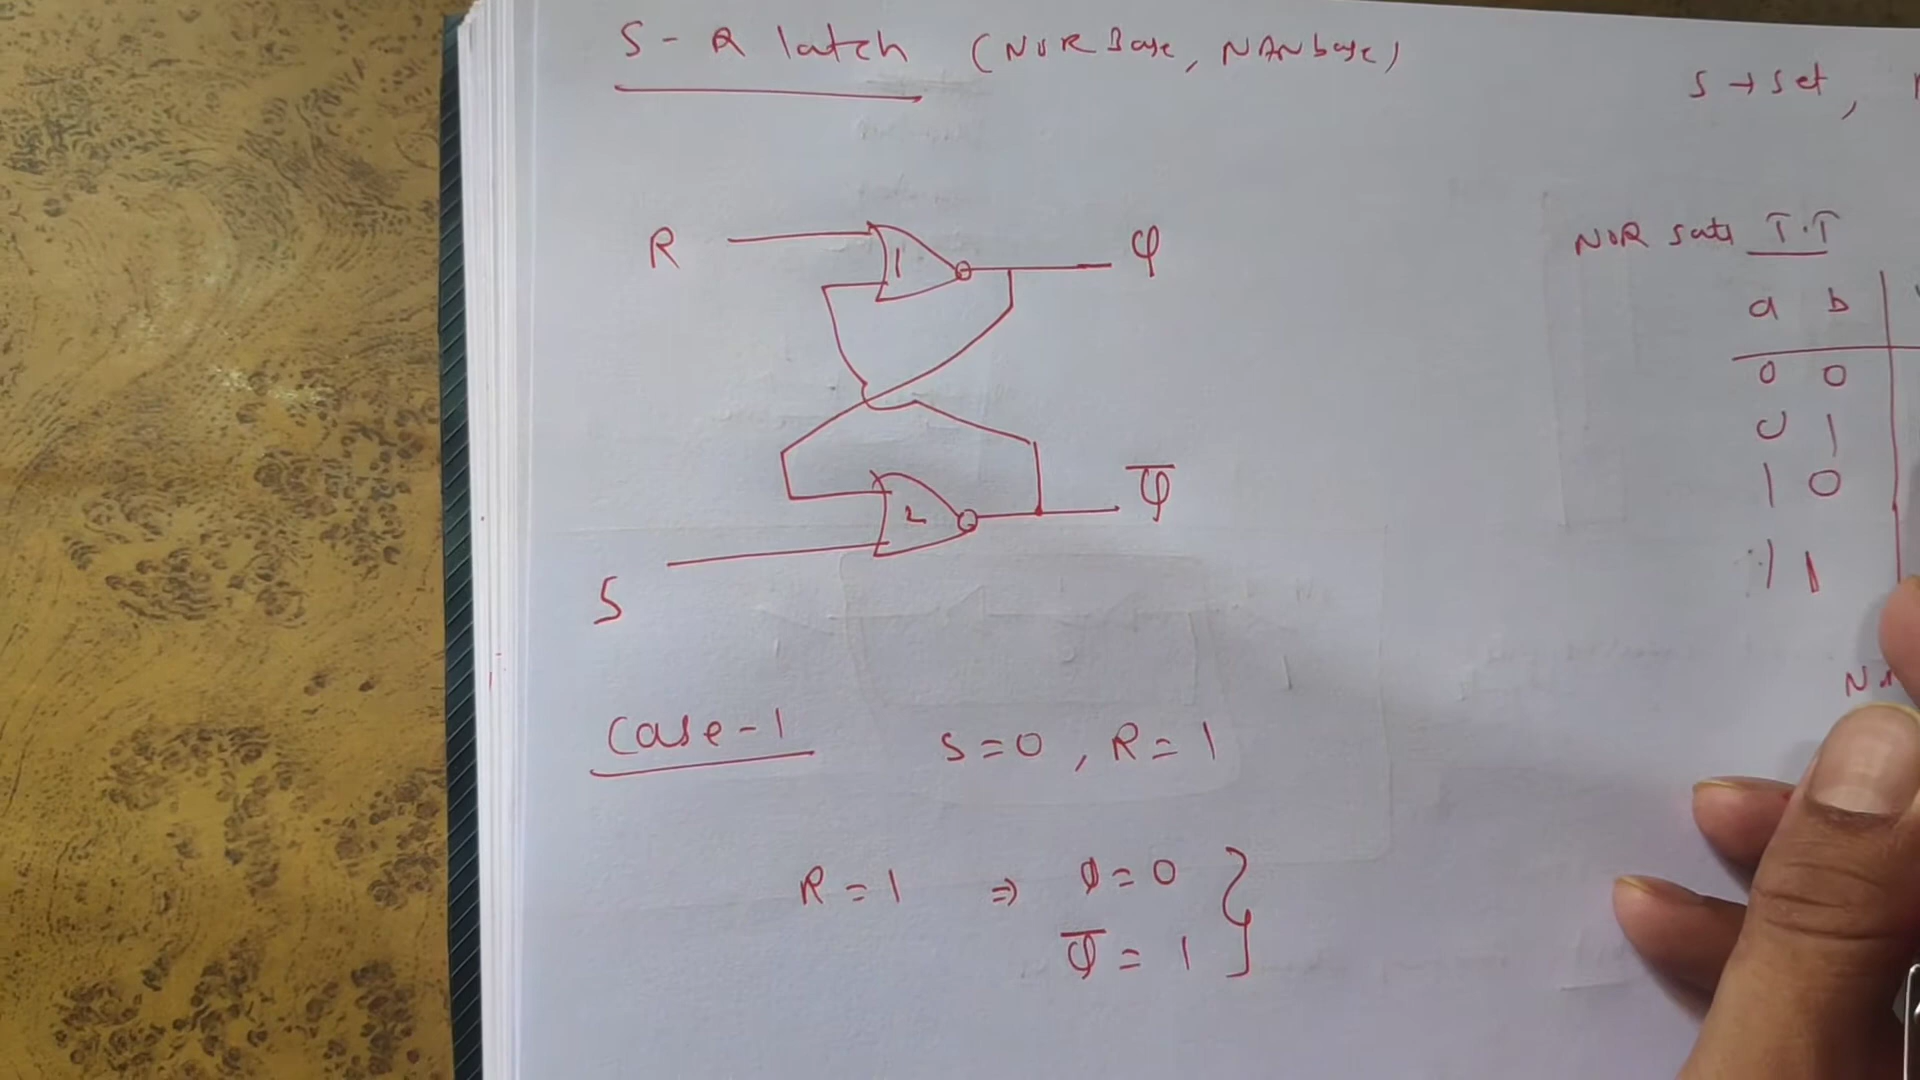 S-R latch (NOR Base, NAN base)
S → set,
R
1
Q
2
Q̅
S
NOR gate T.T
a b
0 0
0 1
1 0
1 1
Case-1 S=0, R=1
R=1 ⇒ Q=0
Q̅=1